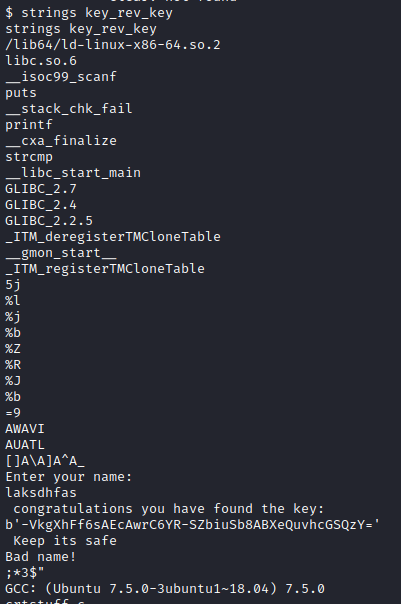 $ strings key_rev_key
strings key_rev_key
/lib64/ld-linux-x86-64.so.2
libc.so.6
__isoc99_scanf
puts
__stack_chk_fail
printf
__cxa_finalize
strcmp
__libc_start_main
GLIBC_2.7
GLIBC_2.4
GLIBC_2.2.5
_ITM_deregisterTMCloneTable
__gmon_start__
_ITM_registerTMCloneTable
5j
%l
%j
%b
%Z
%R
%J
%b
=9
AWAVI
AUATL
[]A\A]A^A_
Enter your name:
laksdhfas
 congratulations you have found the key:
b'-VkgXhFf6sAEcAwrC6YR-SZbiuSb8ABXeQuvhcGSQzY='
 Keep its safe
Bad name!
;*3$"
GCC: (Ubuntu 7.5.0-3ubuntu1~18.04) 7.5.0
crtstuff.c